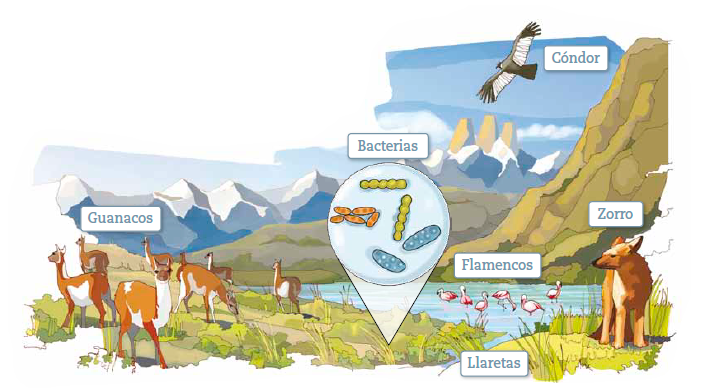 Cóndor
Bacterias
Guanacos
Zorro
Flamencos
Llaretas